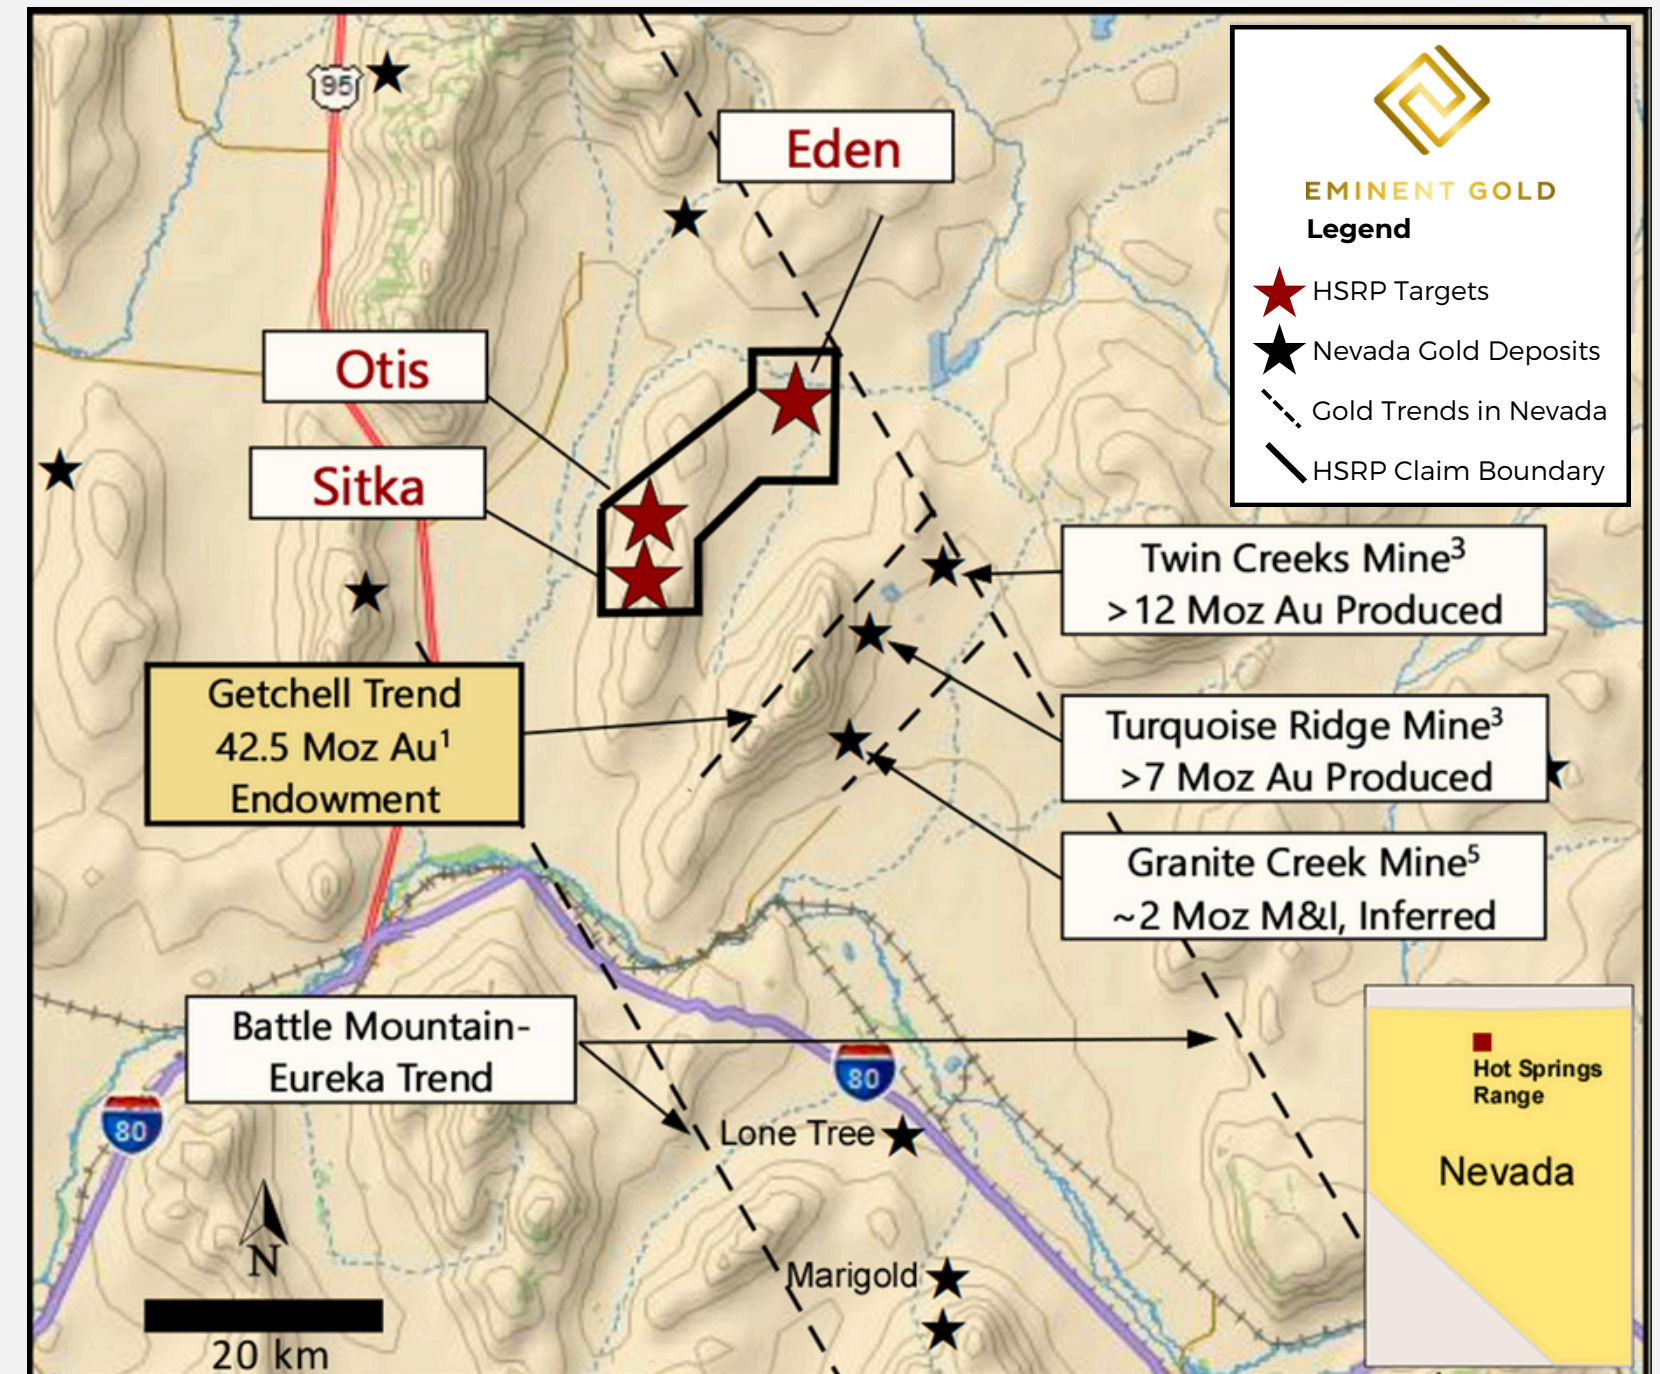 95
Eden
EMINENT GOLD
Legend
HSRP Targets
Nevada Gold Deposits
Gold Trends in Nevada
HSRP Claim Boundary
Otis
Sitka
Twin Creeks Mine³
>12 Moz Au Produced
Getchell Trend
42.5 Moz Au¹
Endowment
Turquoise Ridge Mine³
>7 Moz Au Produced
Granite Creek Mine⁵
~2 Moz M&I, Inferred
Battle Mountain-
Eureka Trend
80
80
Lone Tree
Marigold
Hot Springs
Range
Nevada
N
20 km